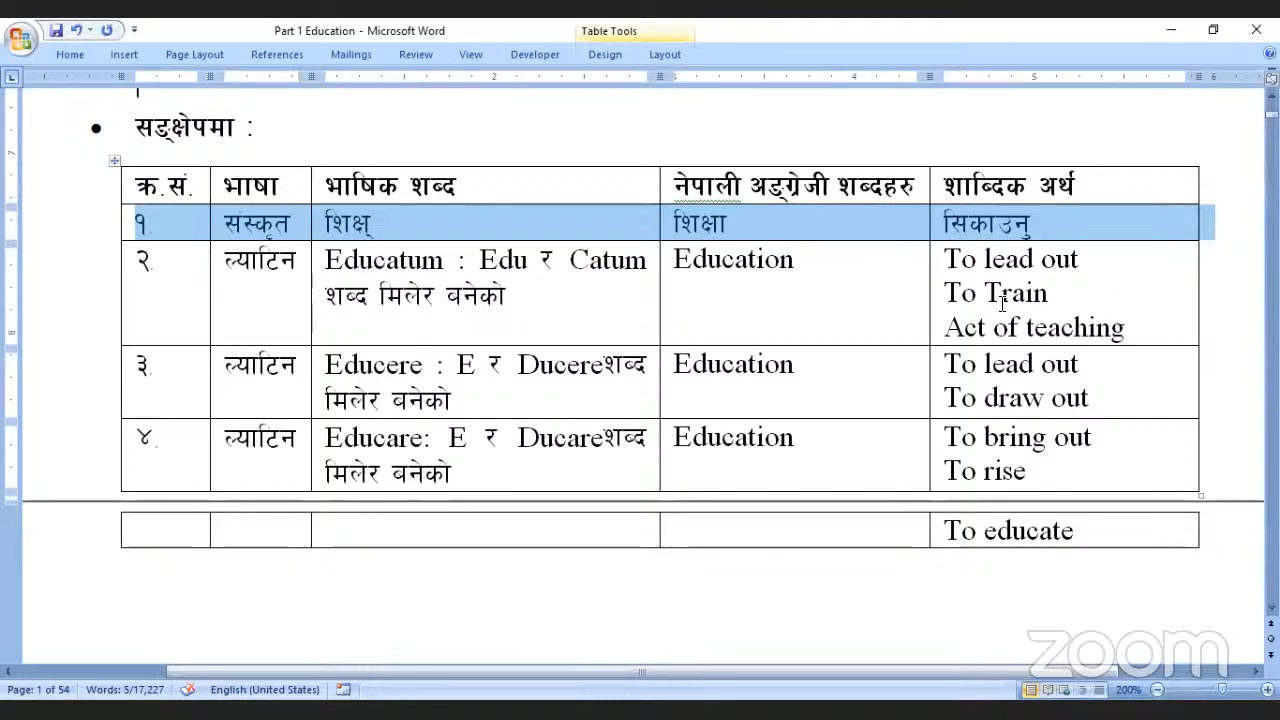 Part 1 Education - Microsoft Word
Table Tools
Home Insert Page Layout References Mailings Review View Developer Design Layout
2 4 5 6
सङ्क्षेपमा :
क्र.सं. भाषा भाषिक शब्द नेपाली अङ्ग्रेजी शब्दहरु शाब्दिक अर्थ
१. संस्कृत शिक्ष् शिक्षा सिकाउनु
२. ल्याटिन Educatum : Edu र Catum Education To lead out
शब्द मिलेर बनेको To Train
Act of teaching
३. ल्याटिन Educere : E र Ducereशब्द Education To lead out
मिलेर बनेको To draw out
४. ल्याटिन Educare: E र Ducareशब्द Education To bring out
मिलेर बनेको To rise
To educate
zoom
Page: 1 of 54 Words: 5/17,227 English (United States) 200%